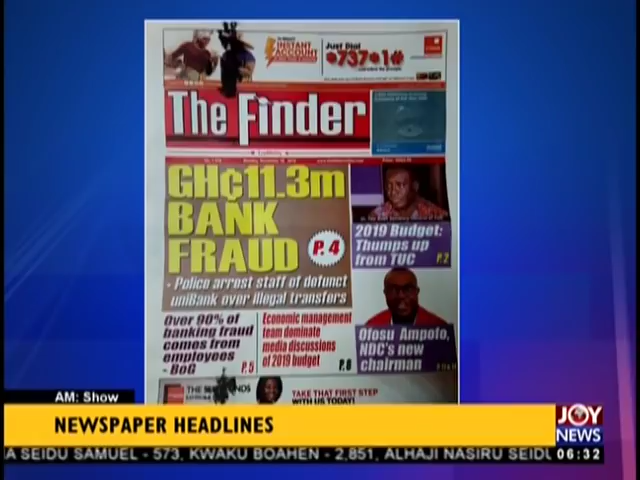 INSTANT
ACCOUNT
Just Dial
*737*1#
The Finder
GH¢11.3m
BANK
FRAUD
P. 4
- Police arrest staff of defunct
uniBank over illegal transfers
2019 Budget:
Thumps up
from TUC
P.2
Over 90% of
banking fraud
comes from
employees
- BoG
P.5
Economic management
team dominate
media discussions
of 2019 budget
P. 8
Ofosu Ampofo,
NDC's new
chairman
THE
TAKE THAT FIRST STEP
WITH US TODAY!
AM: Show
NEWSPAPER HEADLINES
JOY
NEWS
A SEIDU SAMUEL - 573, KWAKU BOAHEN - 2,851, ALHAJI NASIRU SEIDU
06:32